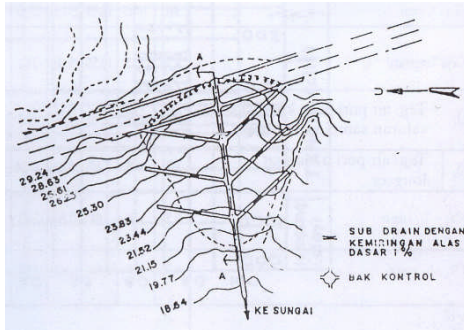 A
U
29.24
28.63
26.61
26.25
25.30
23.83
23.44
21.52
21.15
19.77
18.64
A
KE SUNGAI
SUB DRAIN DENGAN
KEMIRINGAN ALAS
DASAR 1%
BAK KONTROL